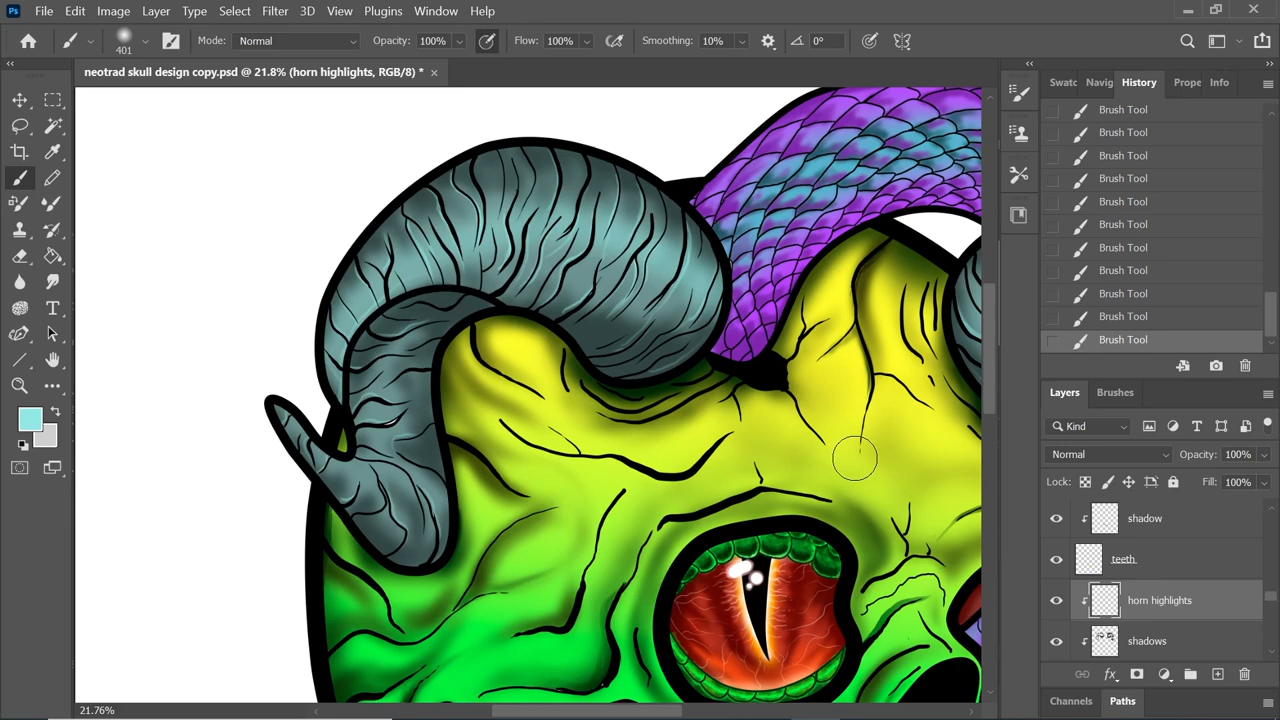 Ps File Edit Image Layer Type Select Filter 3D View Plugins Window Help
401 Mode: Normal Opacity: 100% Flow: 100% Smoothing: 10% 0°
neotrad skull design copy.psd @ 21.8% (horn highlights, RGB/8) *
Swatc Navig History Prope Info
Brush Tool
Brush Tool
Brush Tool
Brush Tool
Brush Tool
Brush Tool
Brush Tool
Brush Tool
Brush Tool
Brush Tool
Brush Tool
Layers Brushes
Kind
Normal Opacity: 100%
Lock: Fill: 100%
shadow
teeth
horn highlights
shadows
Channels Paths
21.76%